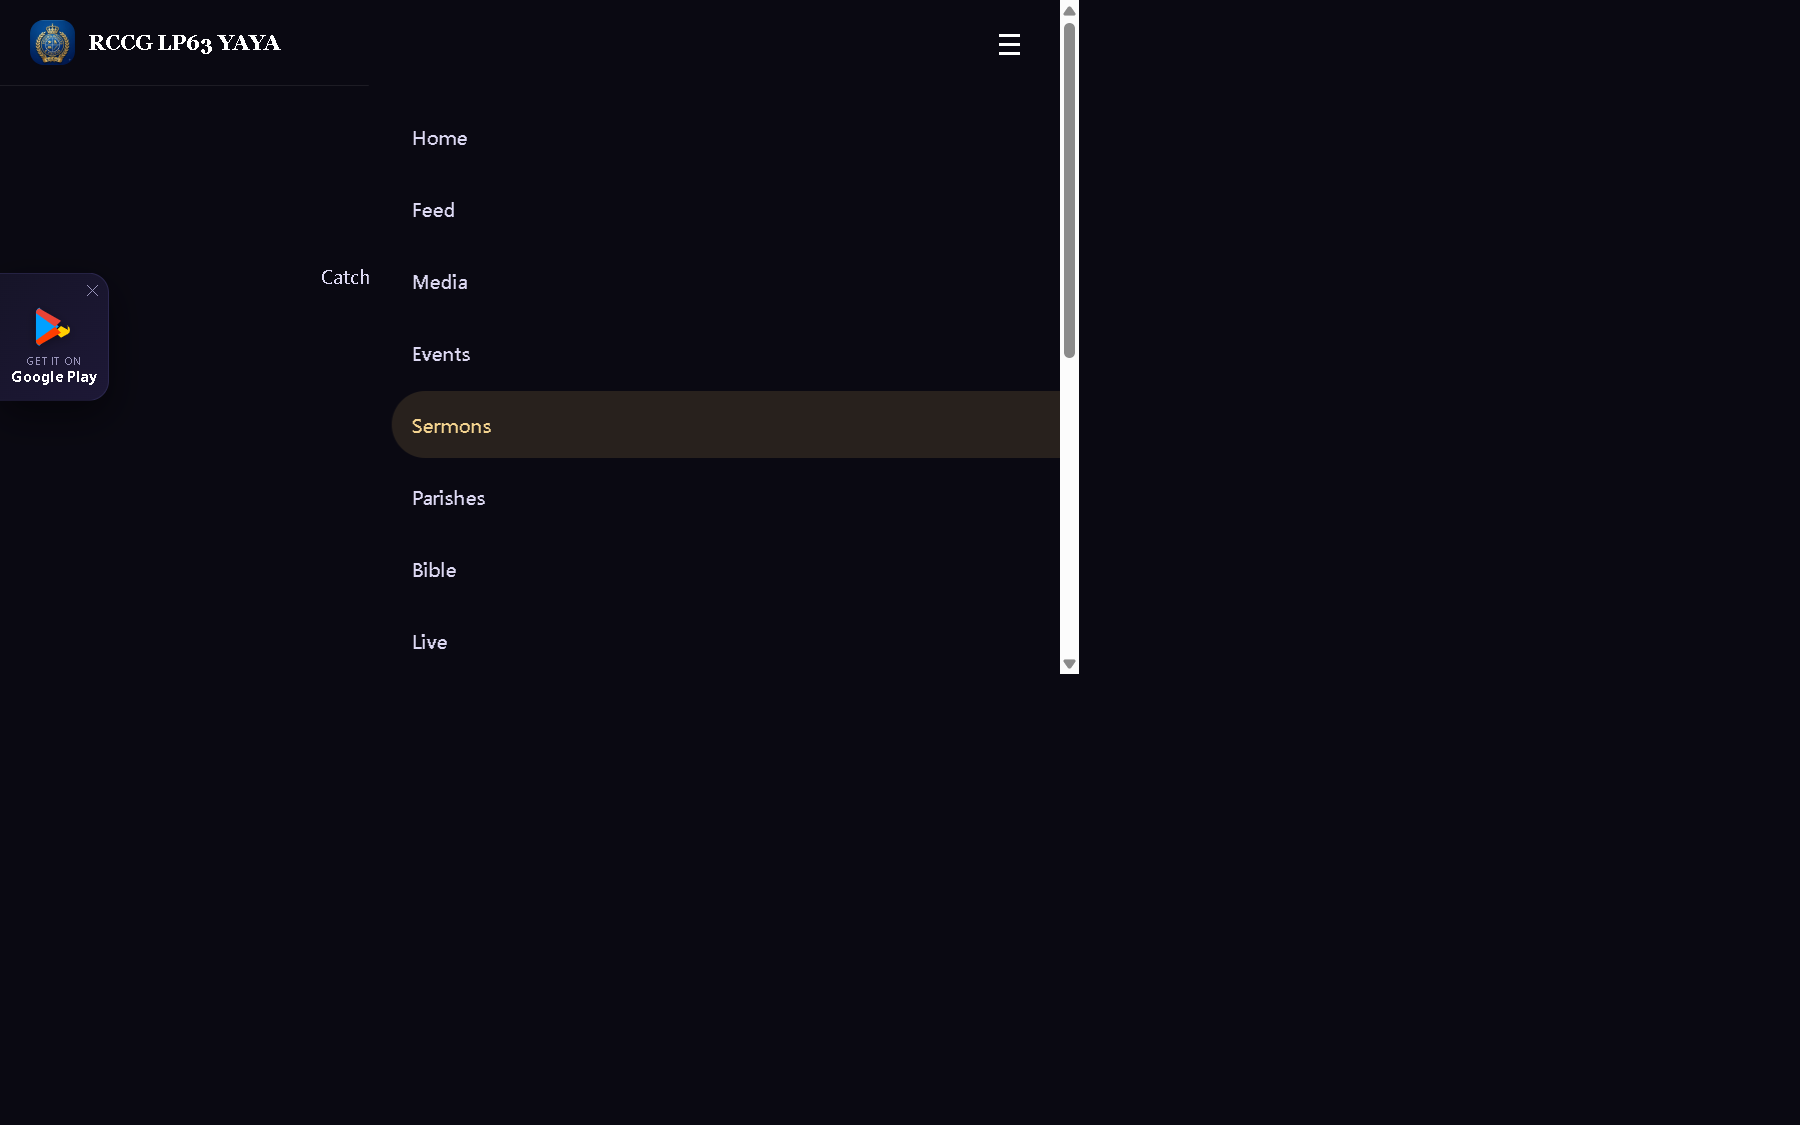 RCCG LP63 YAYA
Home
Feed
Catch
Media
GET IT ON
Google Play
Events
Sermons
Parishes
Bible
Live